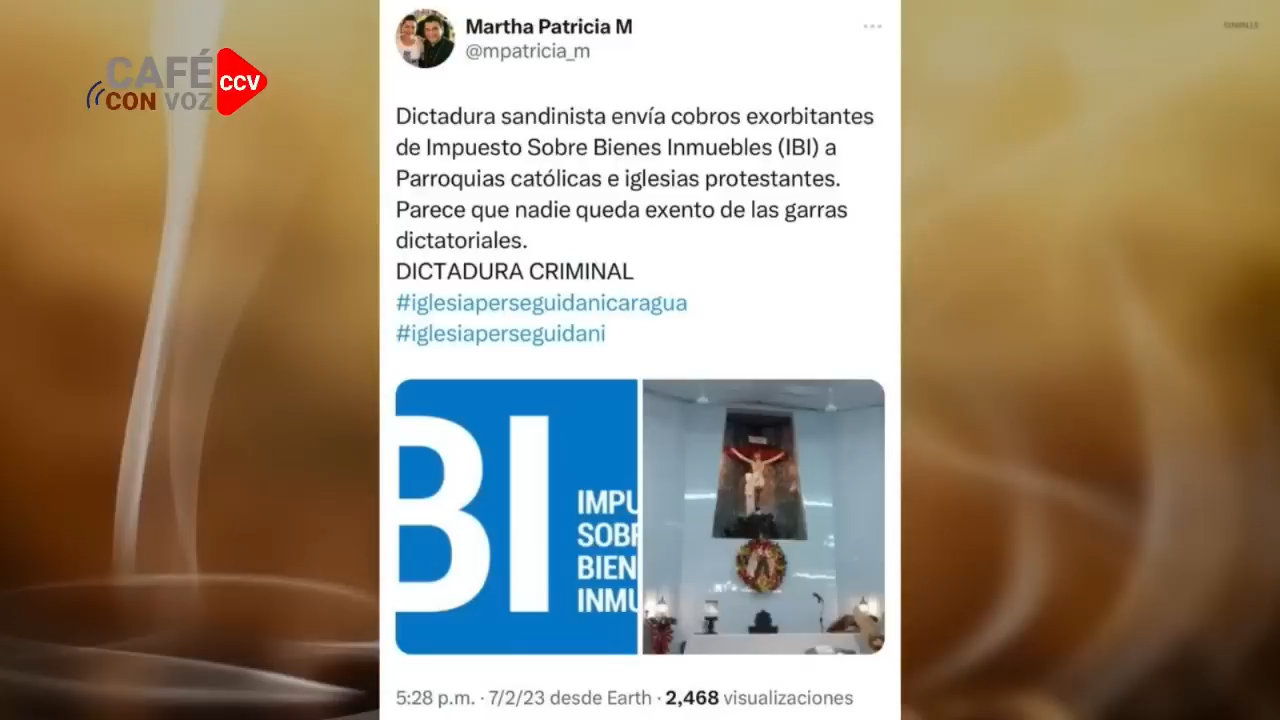 CAFÉ
CON VOZ
CCV
Martha Patricia M
@mpatricia_m
Dictadura sandinista envía cobros exorbitantes
de Impuesto Sobre Bienes Inmuebles (IBI) a
Parroquias católicas e iglesias protestantes.
Parece que nadie queda exento de las garras
dictatoriales.
DICTADURA CRIMINAL
#iglesiaperseguidanicaragua
#iglesiaperseguidani
BI
IMPU
SOBR
BIEN
INMU
5:28 p.m. · 7/2/23 desde Earth · 2,468 visualizaciones